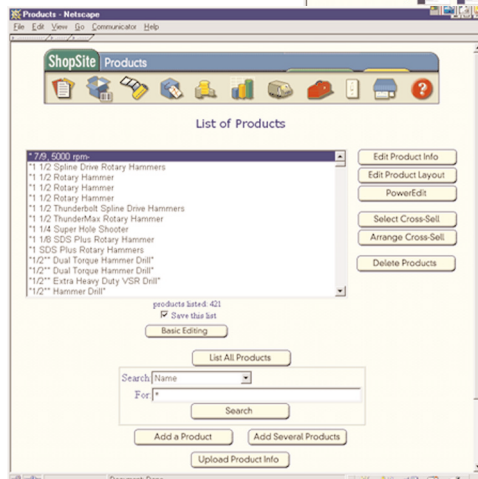 Products - Netscape
File Edit View Go Communicator Help
ShopSite Products
List of Products
* 7/9, 5000 rpm-
"1 1/2 Spline Drive Rotary Hammers
"1 1/2 Rotary Hammer
"1 1/2 Rotary Hammer
"1 1/2 Rotary Hammer
"1 1/2 Thunderbolt Spline Drive Hammers
"1 1/2 ThunderMax Rotary Hammer
"1 1/4 Super Hole Shooter
"1 1/8 SDS Plus Rotary Hammer
"1 SDS Plus Rotary Hammers
"1/2"" Dual Torque Hammer Drill"
"1/2"" Dual Torque Hammer Drill"
"1/2"" Extra Heavy Duty VSR Drill"
"1/2"" Hammer Drill"
Edit Product Info
Edit Product Layout
PowerEdit
Select Cross-Sell
Arrange Cross-Sell
Delete Products
products listed: 421
Save this list
Basic Editing
List All Products
Search: Name
For: *
Search
Add a Product Add Several Products
Upload Product Info